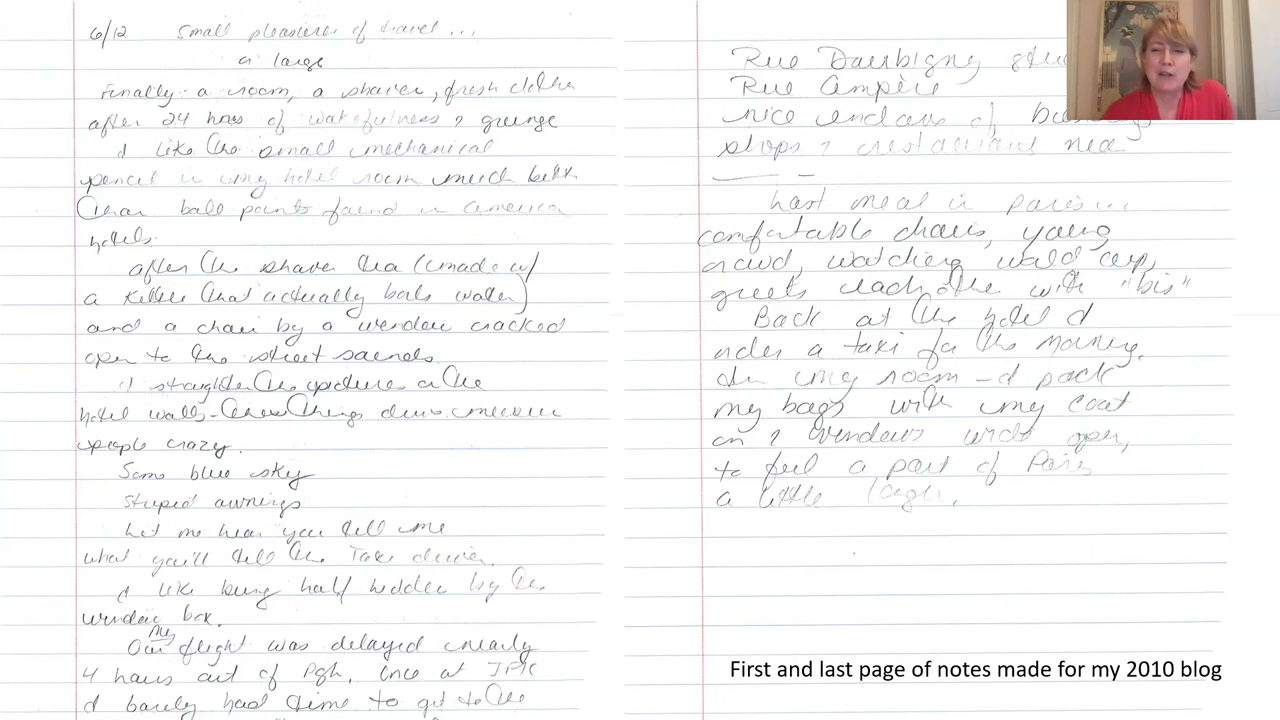 6/12 Small pleasures of travel ...
a large
Finally - a room, a shower, fresh clothes
after 24 hours of wakefulness & grunge
I like the small mechanical
pencil in my hotel room much better
than ball points found in America
hotels.
after the shower tea (made w/
a kettle that actually boils water)
and a chair by a window cracked
open to the street sounds.
I straighten the pictures on the
hotel walls - these things drive
people crazy.
Some blue sky
Striped awnings
Let me hear you tell me
what you'll tell the Taxi driver.
I like being half hidden by the
window box.
My
Our flight was delayed nearly
4 hours out of Pgh, once at JFK
I barely had time to get to the
Rue Daubigny
Rue Ampère
nice enclave of
shops & restaurants near
Last meal in Paris...
comfortable chairs, young
crowd, watching world cup,
greets each other with "bis"
Back at the hotel I
order a taxi for the morning.
In my room - I pack
my bags with my coat
on & windows wide open,
to feel a part of Paris
a little longer.
First and last page of notes made for my 2010 blog